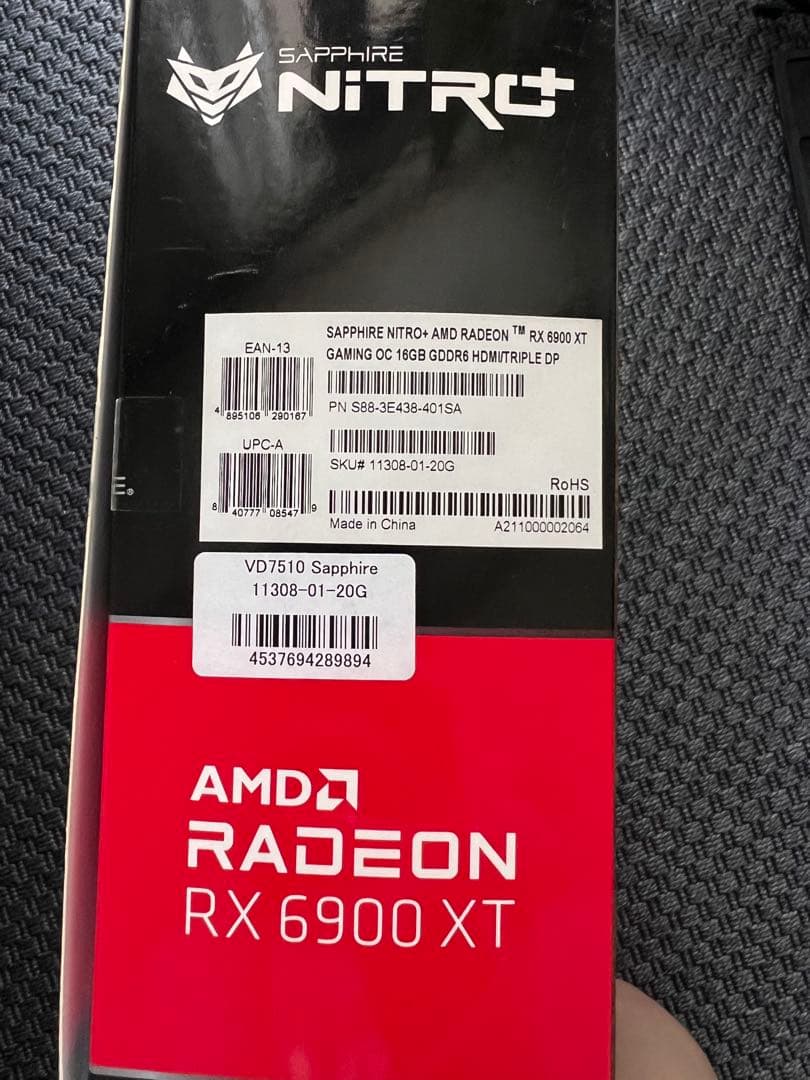 SAPPHIRE
NiTRO+
SAPPHIRE NITRO+ AMD RADEON ™ RX 6900 XT
GAMING OC 16GB GDDR6 HDMI/TRIPLE DP
EAN-13
4 895106 290167
PN S88-3E438-401SA
UPC-A
8 40777 08547 9
SKU# 11308-01-20G
RoHS
Made in China
A211000002064
E®
VD7510 Sapphire
11308-01-20G
4537694289894
AMD
RADEON
RX 6900 XT